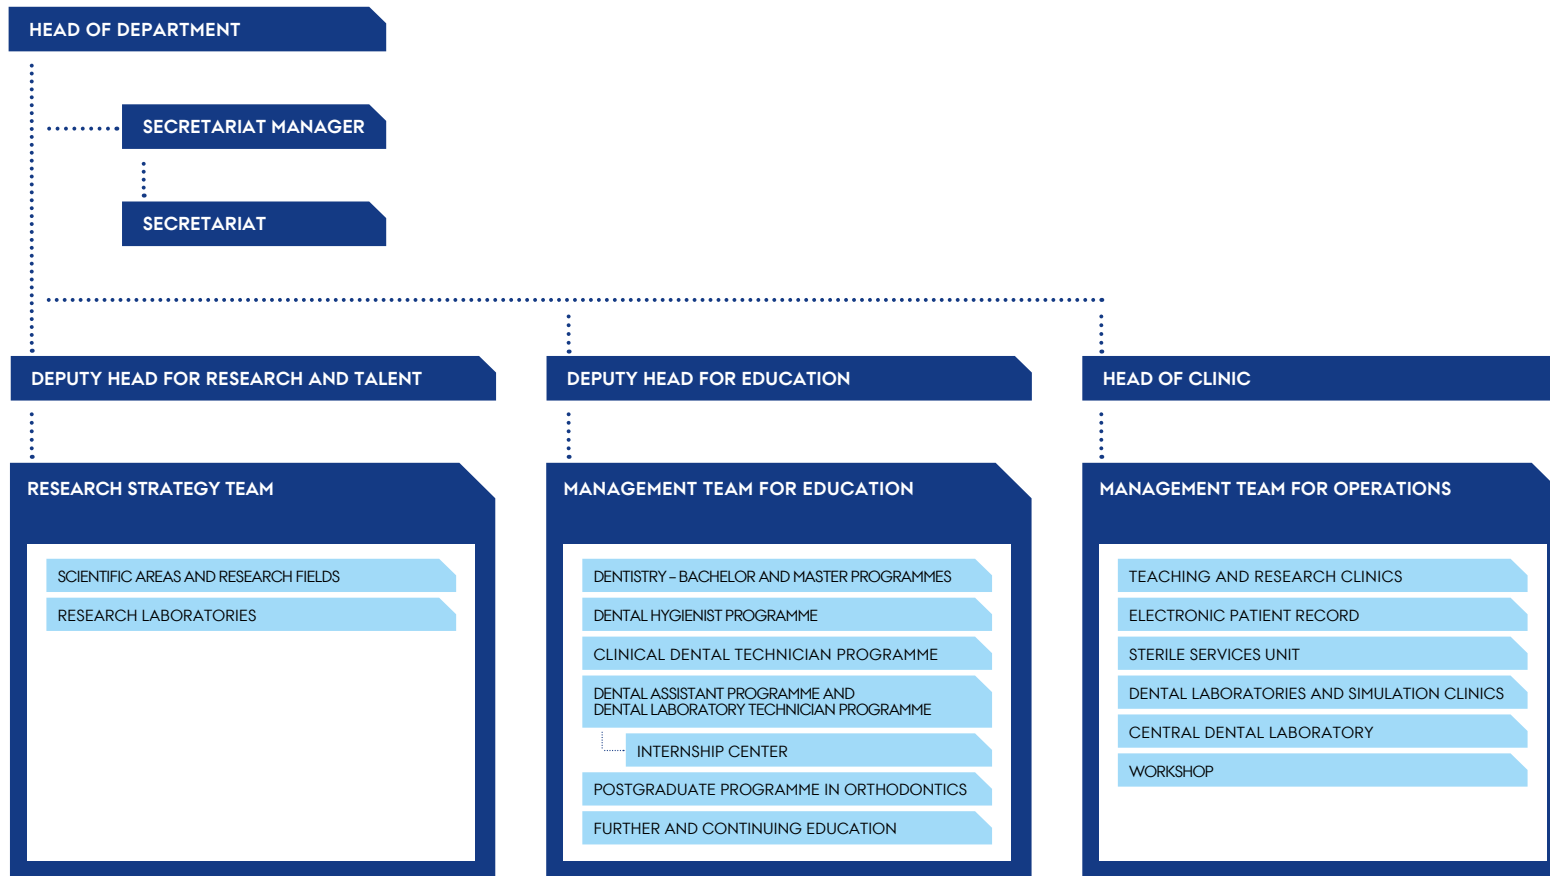 HEAD OF DEPARTMENT
SECRETARIAT MANAGER
SECRETARIAT
DEPUTY HEAD FOR RESEARCH AND TALENT
DEPUTY HEAD FOR EDUCATION
HEAD OF CLINIC
RESEARCH STRATEGY TEAM
SCIENTIFIC AREAS AND RESEARCH FIELDS
RESEARCH LABORATORIES
MANAGEMENT TEAM FOR EDUCATION
DENTISTRY – BACHELOR AND MASTER PROGRAMMES
DENTAL HYGIENIST PROGRAMME
CLINICAL DENTAL TECHNICIAN PROGRAMME
DENTAL ASSISTANT PROGRAMME AND
DENTAL LABORATORY TECHNICIAN PROGRAMME
INTERNSHIP CENTER
POSTGRADUATE PROGRAMME IN ORTHODONTICS
FURTHER AND CONTINUING EDUCATION
MANAGEMENT TEAM FOR OPERATIONS
TEACHING AND RESEARCH CLINICS
ELECTRONIC PATIENT RECORD
STERILE SERVICES UNIT
DENTAL LABORATORIES AND SIMULATION CLINICS
CENTRAL DENTAL LABORATORY
WORKSHOP